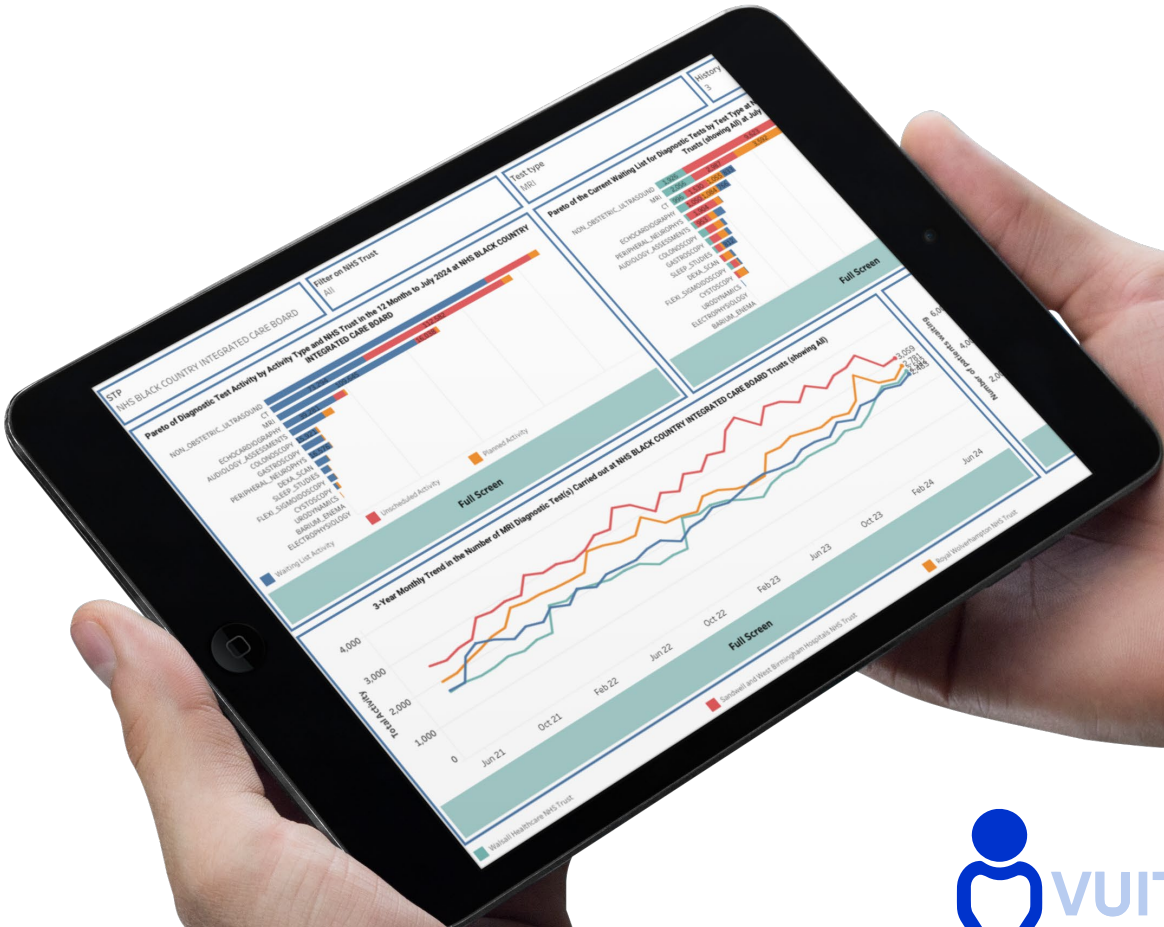 STP
NHS BLACK COUNTRY INTEGRATED CARE BOARD
Filter on NHS Trust
All
Test type
MRI
History
3
Pareto of Diagnostic Test Activity by Activity Type and NHS Trust in the 12 Months to July 2024 at NHS BLACK COUNTRY
INTEGRATED CARE BOARD
NON_OBSTETRIC_ULTRASOUND
CT
MRI
ECHOCARDIOGRAPHY
AUDIOLOGY_ASSESSMENTS
COLONOSCOPY
GASTROSCOPY
PERIPHERAL_NEUROPHYS
DEXA_SCAN
SLEEP_STUDIES
FLEXI_SIGMOIDOSCOPY
CYSTOSCOPY
URODYNAMICS
BARIUM_ENEMA
ELECTROPHYSIOLOGY
Waiting List Activity
Unscheduled Activity
Planned Activity
Full Screen
Pareto of the Current Waiting List for Diagnostic Tests by Test Type at
Trusts (showing All) at July
NON_OBSTETRIC_ULTRASOUND
MRI
CT
ECHOCARDIOGRAPHY
PERIPHERAL_NEUROPHYS
AUDIOLOGY_ASSESSMENTS
COLONOSCOPY
GASTROSCOPY
SLEEP_STUDIES
DEXA_SCAN
FLEXI_SIGMOIDOSCOPY
CYSTOSCOPY
URODYNAMICS
ELECTROPHYSIOLOGY
BARIUM_ENEMA
Full Screen
3-Year Monthly Trend in the Number of MRI Diagnostic Test(s) Carried out at NHS BLACK COUNTRY INTEGRATED CARE BOARD Trusts (showing All)
Total Activity
4,000
3,000
2,000
1,000
0
3,059
2,781
Jun 21
Oct 21
Feb 22
Jun 22
Oct 22
Feb 23
Jun 23
Oct 23
Feb 24
Jun 24
Full Screen
Walsall Healthcare NHS Trust
Sandwell and West Birmingham Hospitals NHS Trust
Royal Wolverhampton NHS Trust
Number of patients waiting
VUIT